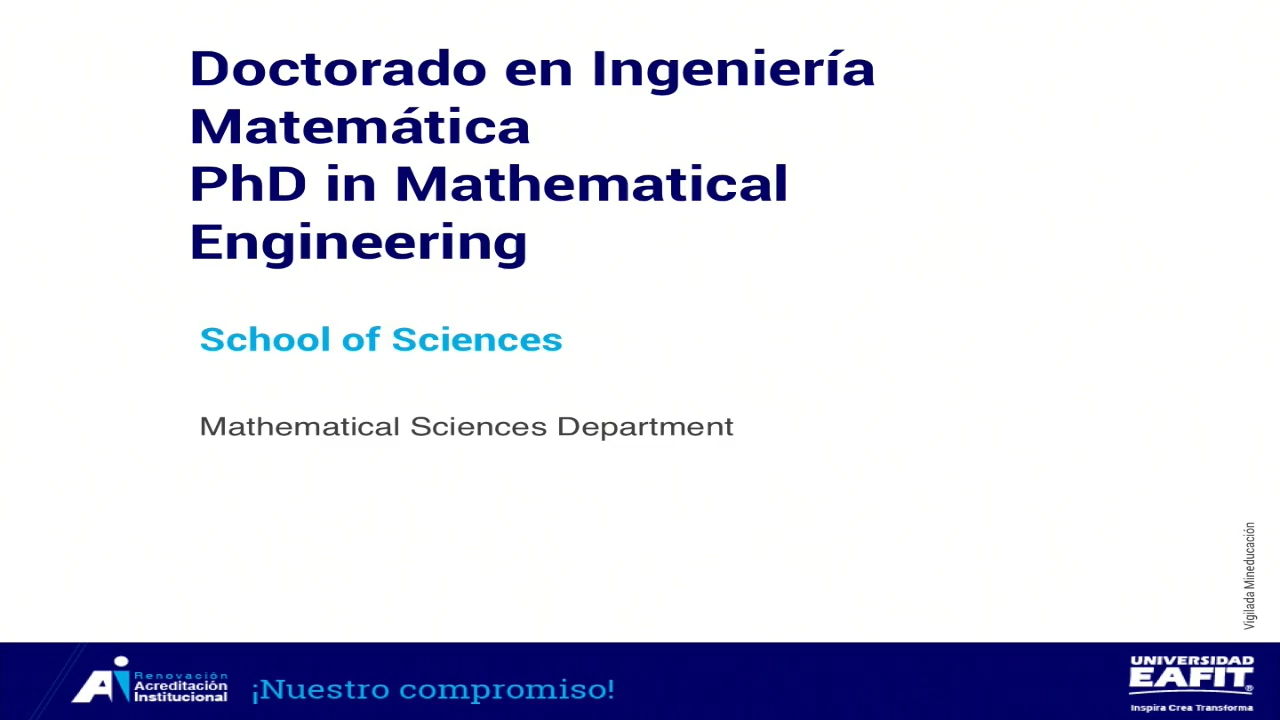 Doctorado en Ingeniería
Matemática
PhD in Mathematical
Engineering
School of Sciences
Mathematical Sciences Department
Vigilada Mineducación
Ai Renovación
Acreditación
Institucional
¡Nuestro compromiso!
UNIVERSIDAD
EAFIT®
Inspira Crea Transforma